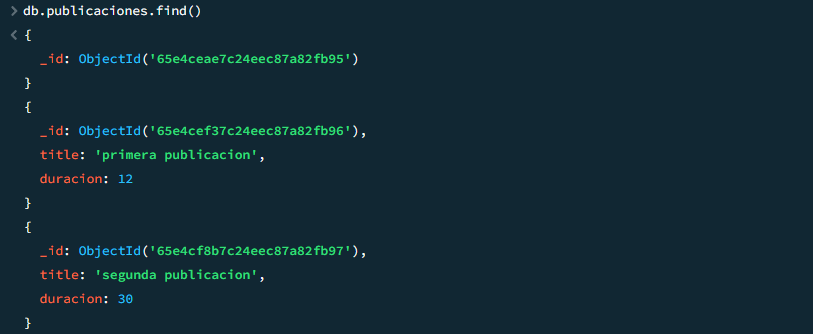 > db.publicaciones.find()
< {
_id: ObjectId('65e4ceae7c24eec87a82fb95')
}
{
_id: ObjectId('65e4cef37c24eec87a82fb96'),
title: 'primera publicacion',
duracion: 12
}
{
_id: ObjectId('65e4cf8b7c24eec87a82fb97'),
title: 'segunda publicacion',
duracion: 30
}